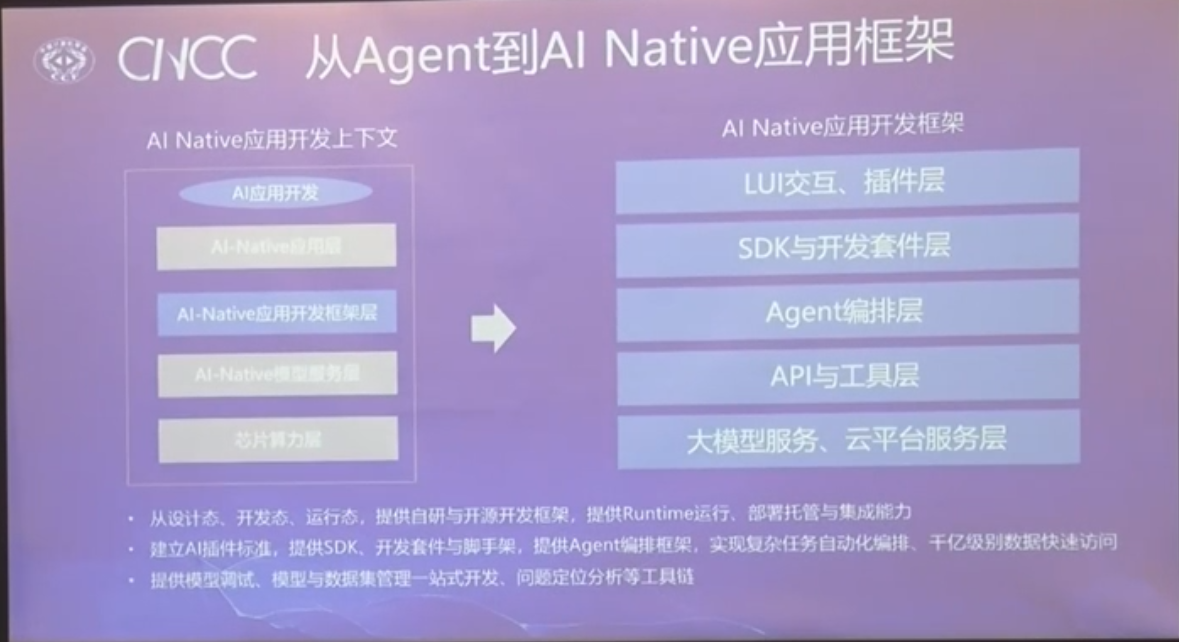 CNCC 从Agent到AI Native应用框架
AI Native应用开发上下文
AI应用开发
AI-Native应用层
AI-Native应用开发框架层
AI-Native模型服务层
芯片算力层
AI Native应用开发框架
LUI交互、插件层
SDK与开发套件层
Agent编排层
API与工具层
大模型服务、云平台服务层
• 从设计态、开发态、运行态，提供自研与开源开发框架，提供Runtime运行、部署托管与集成能力
• 建立AI插件标准，提供SDK、开发套件与脚手架，提供Agent编排框架，实现复杂任务自动化编排、千亿级别数据快速访问
• 提供模型调试、模型与数据集管理一站式开发、问题定位分析等工具链